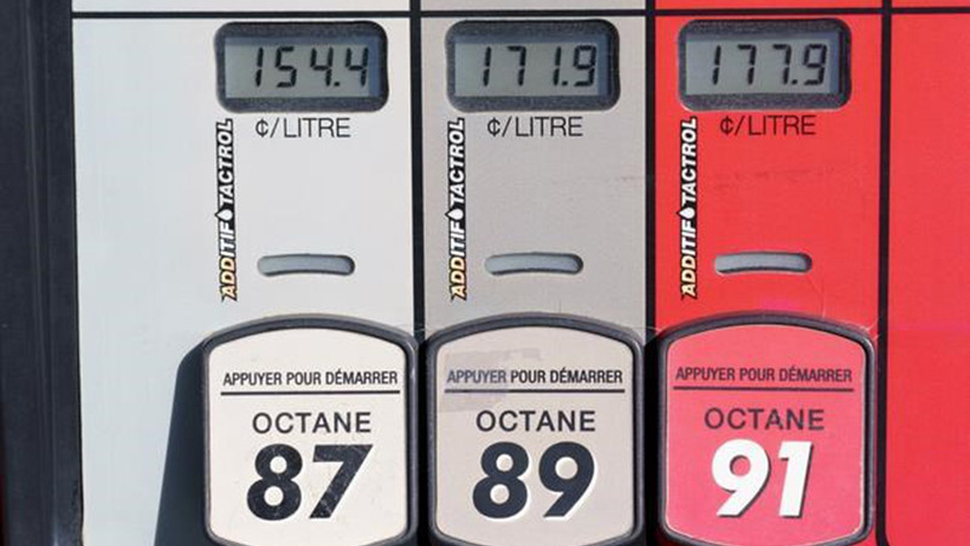 154.4
171.9
177.9
¢/LITRE
¢/LITRE
¢/LITRE
ADDITIF TACTROL
ADDITIF TACTROL
ADDITIF TACTROL
APPUYER POUR DÉMARRER
OCTANE
87
APPUYER POUR DÉMARRER
OCTANE
89
APPUYER POUR DÉMARRER
OCTANE
91